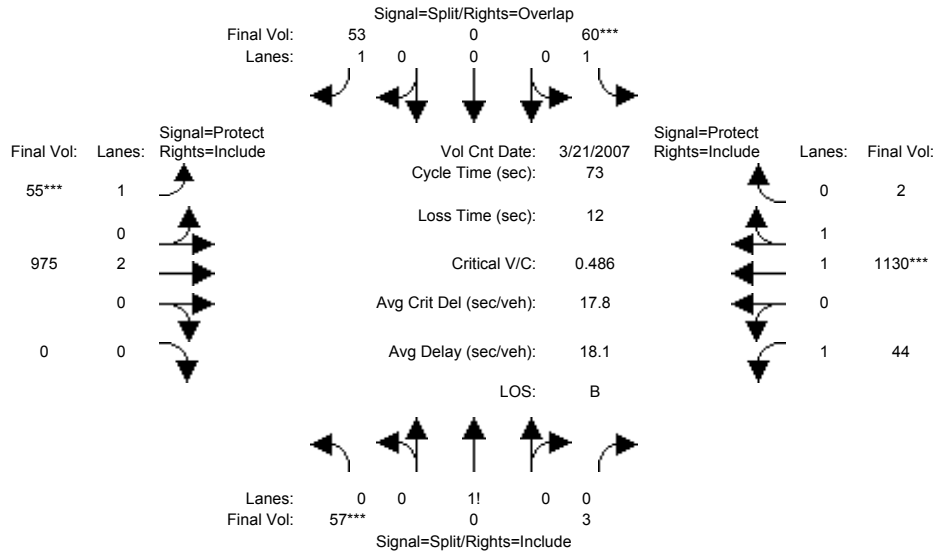 Signal=Split/Rights=Overlap
Final Vol: 53 0 60***
Lanes: 1 0 0 0 1
Signal=Protect Signal=Protect
Final Vol: Lanes: Rights=Include Vol Cnt Date: 3/21/2007 Rights=Include Lanes: Final Vol:
Cycle Time (sec): 73
55*** 1 0 2
Loss Time (sec): 12
0 1
975 2 Critical V/C: 0.486 1 1130***
0 Avg Crit Del (sec/veh): 17.8 0
0 0 Avg Delay (sec/veh): 18.1 1 44
LOS: B
Lanes: 0 0 1! 0 0
Final Vol: 57*** 0 3
Signal=Split/Rights=Include